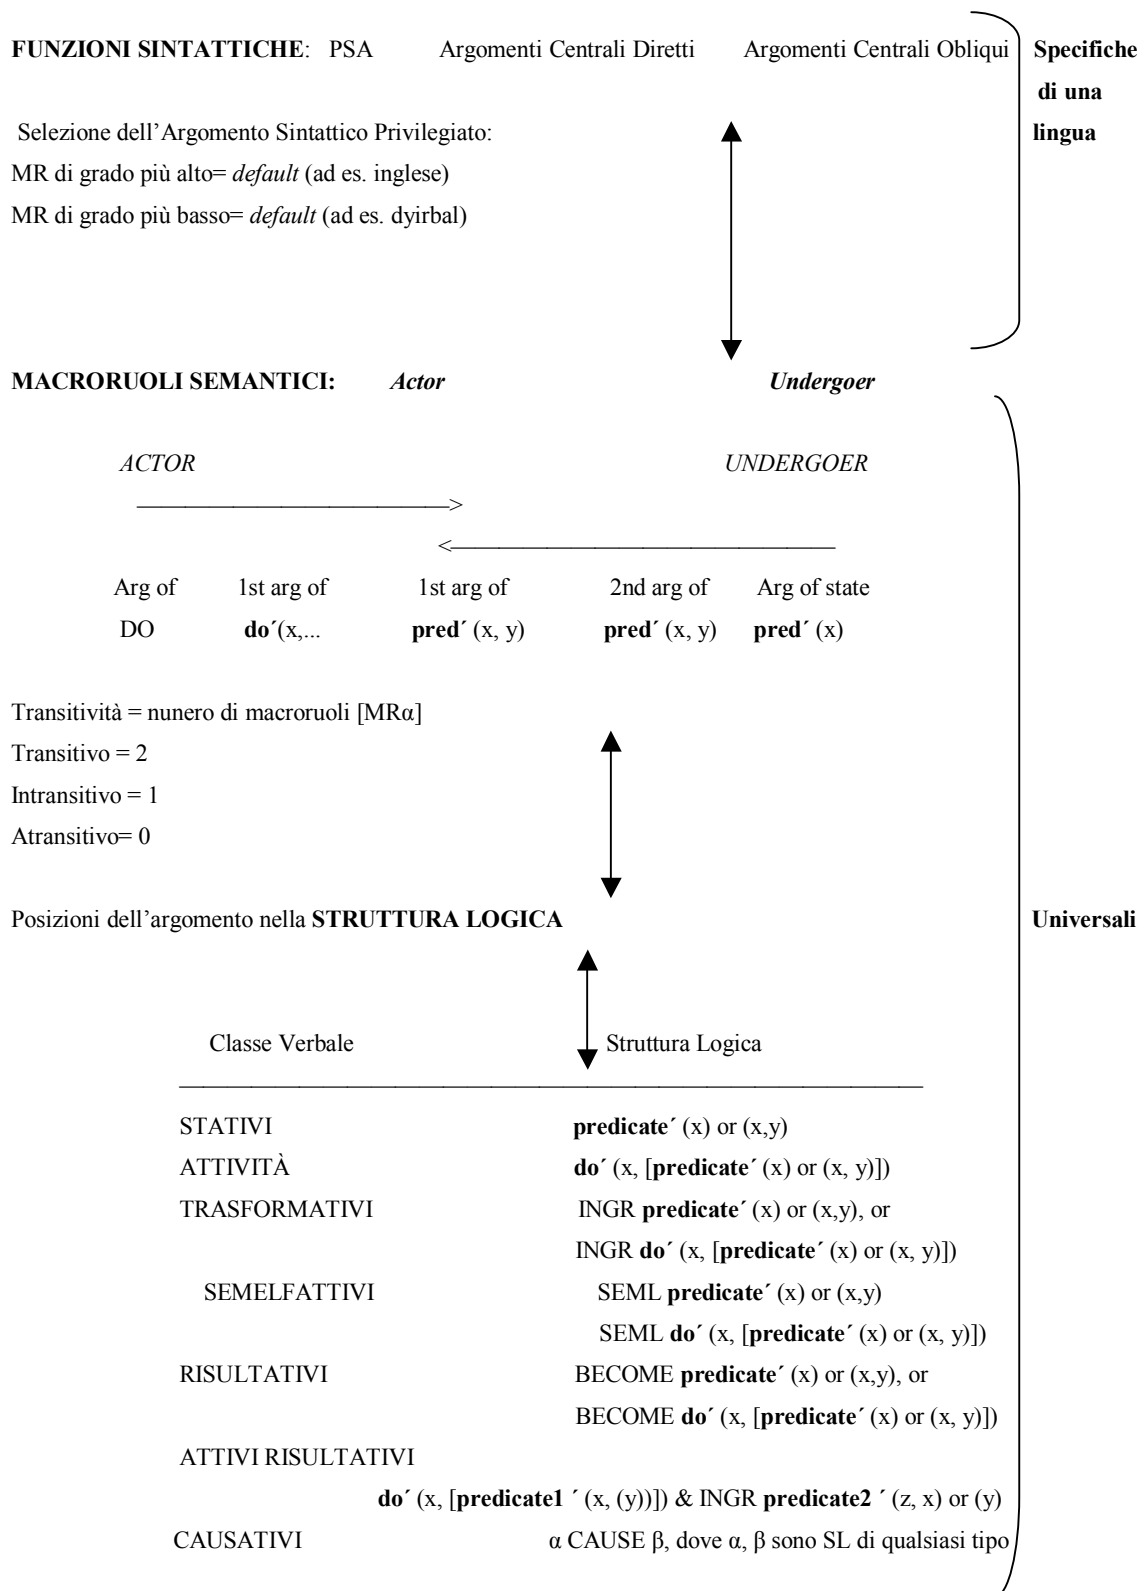 FUNZIONI SINTATTICHE: PSA Argomenti Centrali Diretti Argomenti Centrali Obliqui Specifiche
di una
Selezione dell’Argomento Sintattico Privilegiato: lingua
MR di grado più alto= default (ad es. inglese)
MR di grado più basso= default (ad es. dyirbal)
MACRORUOLI SEMANTICI: Actor Undergoer
ACTOR UNDERGOER
————————————————>
<————————————————
Arg of 1st arg of 1st arg of 2nd arg of Arg of state
DO do´(x,... pred´ (x, y) pred´ (x, y) pred´ (x)
Transitività = nunero di macroruoli [MRα]
Transitivo = 2
Intransitivo = 1
Atransitivo= 0
Posizioni dell’argomento nella STRUTTURA LOGICA Universali
Classe Verbale Struttura Logica
STATIVI predicate´ (x) or (x,y)
ATTIVITÀ do´ (x, [predicate´ (x) or (x, y)])
TRASFORMATIVI INGR predicate´ (x) or (x,y), or
INGR do´ (x, [predicate´ (x) or (x, y)])
SEMELFATTIVI SEML predicate´ (x) or (x,y)
SEML do´ (x, [predicate´ (x) or (x, y)])
RISULTATIVI BECOME predicate´ (x) or (x,y), or
BECOME do´ (x, [predicate´ (x) or (x, y)])
ATTIVI RISULTATIVI
do´ (x, [predicate1 ´ (x, (y))]) & INGR predicate2 ´ (z, x) or (y)
CAUSATIVI α CAUSE β, dove α, β sono SL di qualsiasi tipo